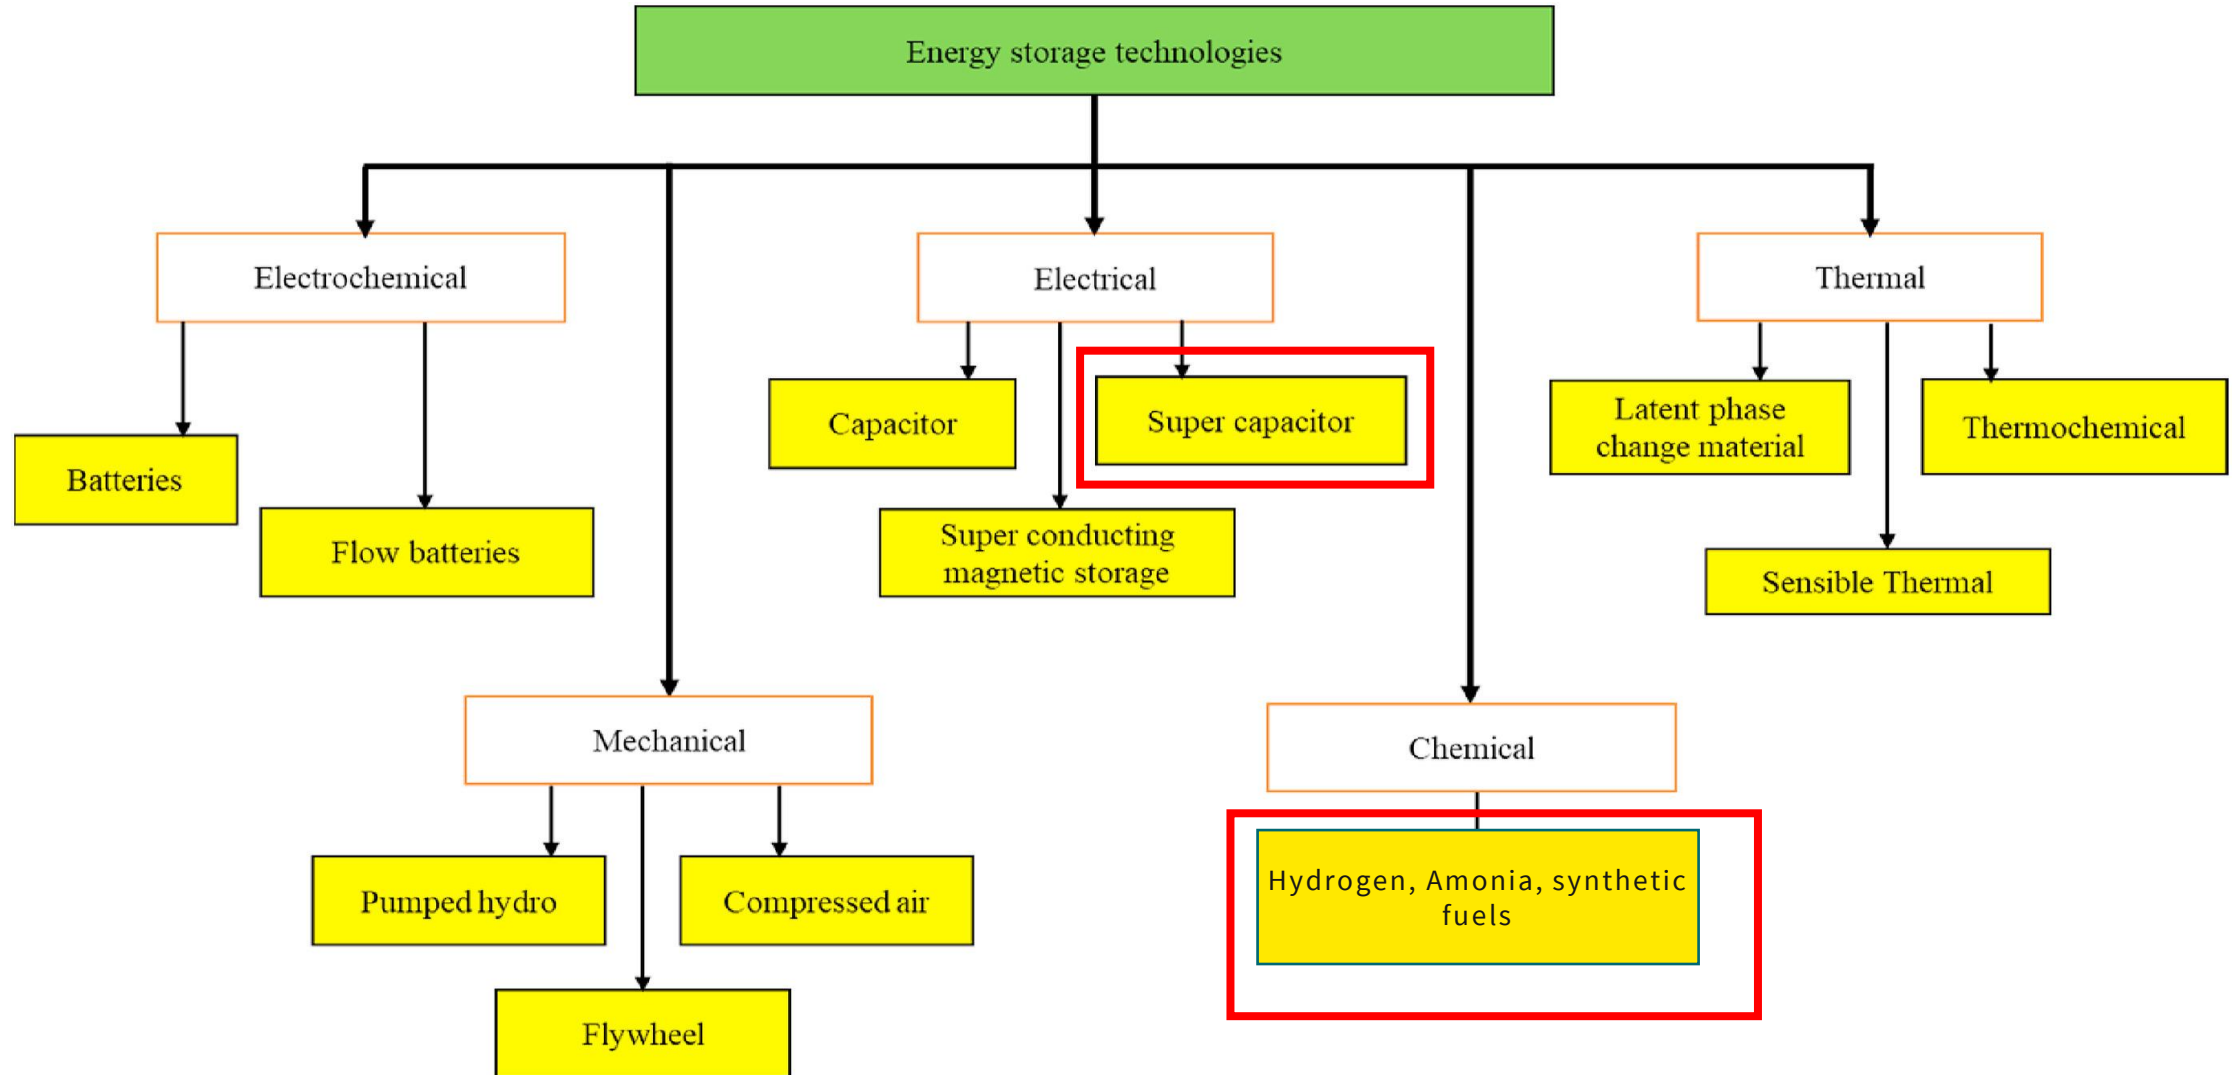 Energy storage technologies
Electrochemical
Electrical
Thermal
Capacitor
Super capacitor
Latent phase
change material
Thermochemical
Batteries
Flow batteries
Super conducting
magnetic storage
Sensible Thermal
Mechanical
Chemical
Pumped hydro
Compressed air
Hydrogen, Amonia, synthetic
fuels
Flywheel